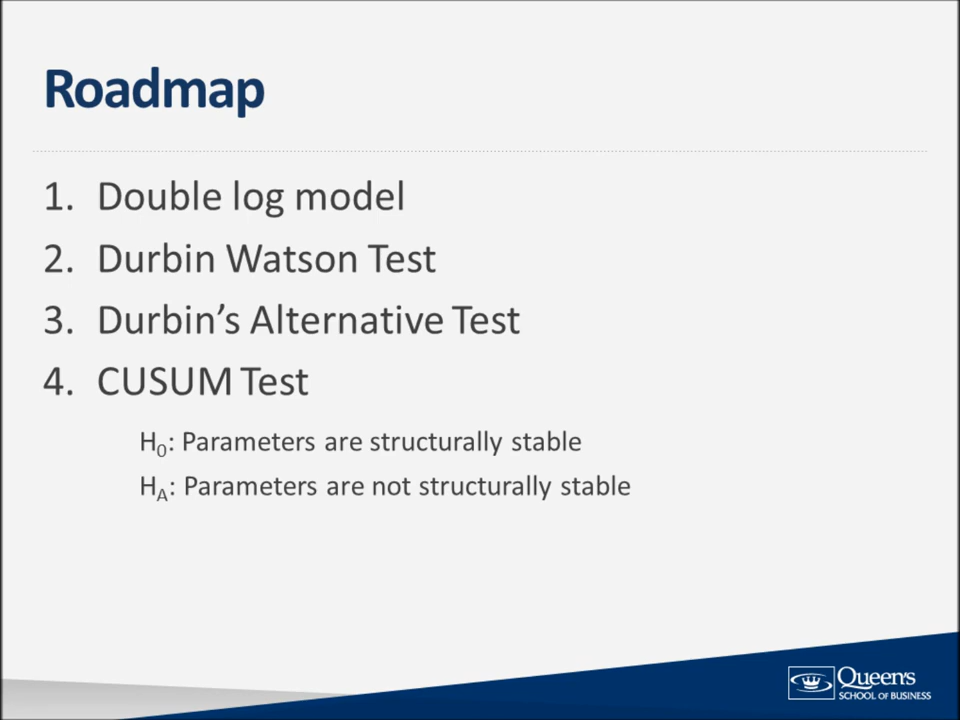 Roadmap
1. Double log model
2. Durbin Watson Test
3. Durbin’s Alternative Test
4. CUSUM Test
H0: Parameters are structurally stable
HA: Parameters are not structurally stable
Queen's
SCHOOL OF BUSINESS